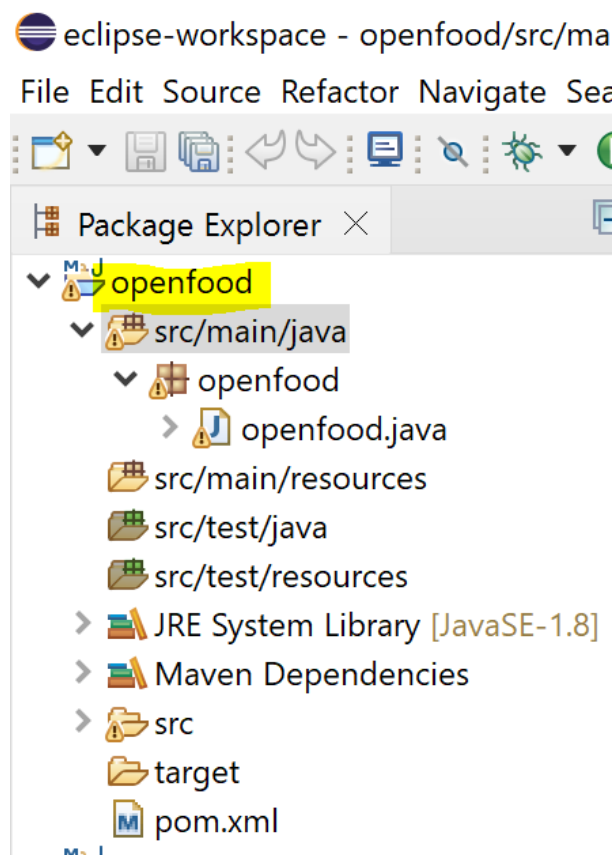 eclipse-workspace - openfood/src/ma
File Edit Source Refactor Navigate Sea
Package Explorer
openfood
src/main/java
openfood
openfood.java
src/main/resources
src/test/java
src/test/resources
JRE System Library [JavaSE-1.8]
Maven Dependencies
src
target
pom.xml